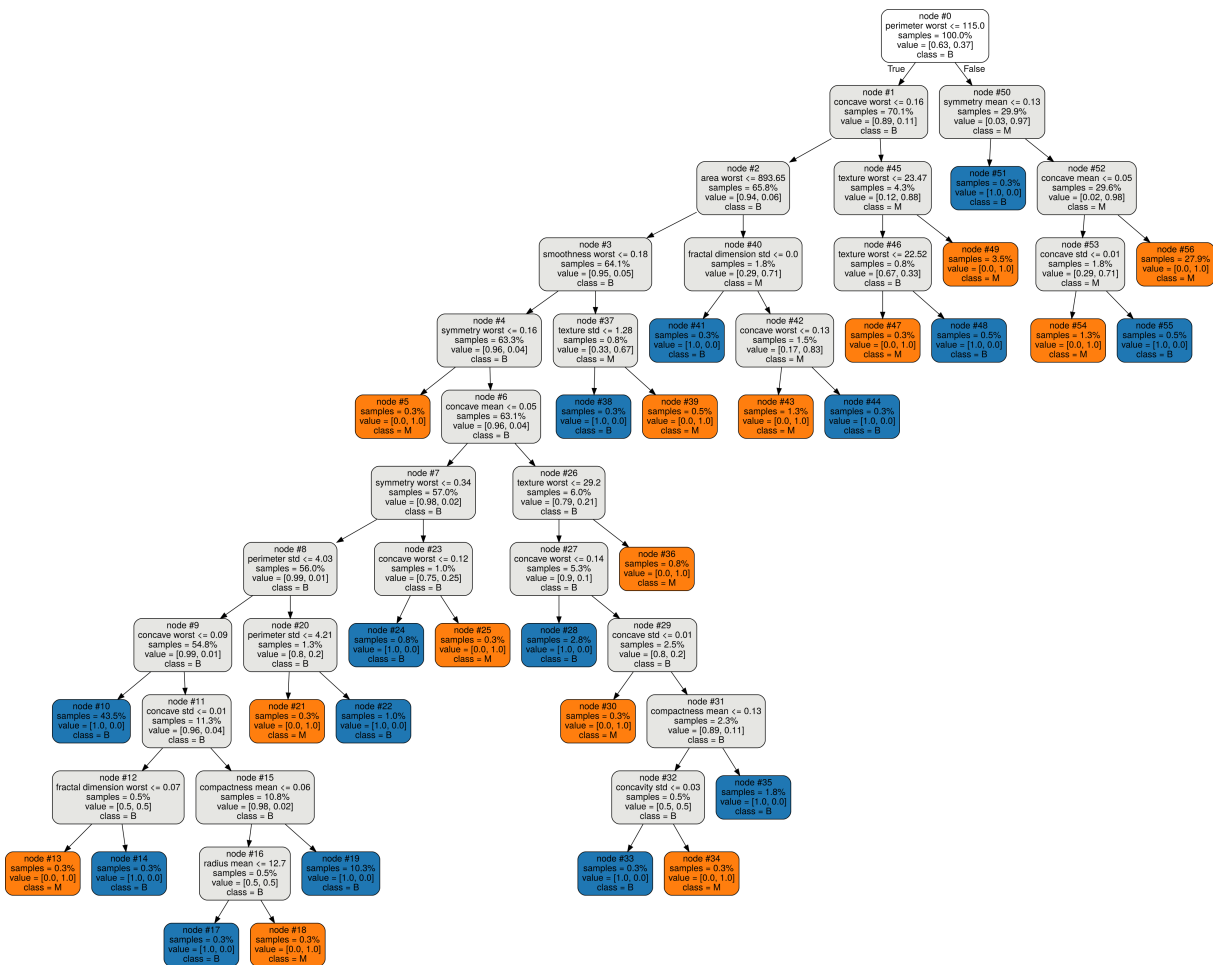 node #0
perimeter worst <= 115.0
samples = 100.0%
value = [0.63, 0.37]
class = B
True
False
node #1
concave worst <= 0.16
samples = 70.1%
value = [0.89, 0.11]
class = B
node #50
symmetry mean <= 0.13
samples = 29.9%
value = [0.03, 0.97]
class = M
node #2
area worst <= 893.65
samples = 65.8%
value = [0.94, 0.06]
class = B
node #45
texture worst <= 23.47
samples = 4.3%
value = [0.12, 0.88]
class = M
node #51
samples = 0.3%
value = [1.0, 0.0]
class = B
node #52
concave mean <= 0.05
samples = 29.6%
value = [0.02, 0.98]
class = M
node #3
smoothness worst <= 0.18
samples = 64.1%
value = [0.95, 0.05]
class = B
node #40
fractal dimension std <= 0.0
samples = 1.8%
value = [0.29, 0.71]
class = M
node #46
texture worst <= 22.52
samples = 0.8%
value = [0.67, 0.33]
class = B
node #49
samples = 3.5%
value = [0.0, 1.0]
class = M
node #53
concave std <= 0.01
samples = 1.8%
value = [0.29, 0.71]
class = M
node #56
samples = 27.9%
value = [0.0, 1.0]
class = M
node #4
symmetry worst <= 0.16
samples = 63.3%
value = [0.96, 0.04]
class = B
node #37
texture std <= 1.28
samples = 0.8%
value = [0.33, 0.67]
class = M
node #41
samples = 0.3%
value = [1.0, 0.0]
class = B
node #42
concave worst <= 0.13
samples = 1.5%
value = [0.17, 0.83]
class = M
node #47
samples = 0.3%
value = [0.0, 1.0]
class = M
node #48
samples = 0.5%
value = [1.0, 0.0]
class = B
node #54
samples = 1.3%
value = [0.0, 1.0]
class = M
node #55
samples = 0.5%
value = [1.0, 0.0]
class = B
node #5
samples = 0.3%
value = [0.0, 1.0]
class = M
node #6
concave mean <= 0.05
samples = 63.1%
value = [0.96, 0.04]
class = B
node #38
samples = 0.3%
value = [1.0, 0.0]
class = B
node #39
samples = 0.5%
value = [0.0, 1.0]
class = M
node #43
samples = 1.3%
value = [0.0, 1.0]
class = M
node #44
samples = 0.3%
value = [1.0, 0.0]
class = B
node #7
symmetry worst <= 0.34
samples = 57.0%
value = [0.98, 0.02]
class = B
node #26
texture worst <= 29.2
samples = 6.0%
value = [0.79, 0.21]
class = B
node #8
perimeter std <= 4.03
samples = 56.0%
value = [0.99, 0.01]
class = B
node #23
concave worst <= 0.12
samples = 1.0%
value = [0.75, 0.25]
class = B
node #27
concave worst <= 0.14
samples = 5.3%
value = [0.9, 0.1]
class = B
node #36
samples = 0.8%
value = [0.0, 1.0]
class = M
node #9
concave worst <= 0.09
samples = 54.8%
value = [0.99, 0.01]
class = B
node #20
perimeter std <= 4.21
samples = 1.3%
value = [0.8, 0.2]
class = B
node #24
samples = 0.8%
value = [1.0, 0.0]
class = B
node #25
samples = 0.3%
value = [0.0, 1.0]
class = M
node #28
samples = 2.8%
value = [1.0, 0.0]
class = B
node #29
concave std <= 0.01
samples = 2.5%
value = [0.8, 0.2]
class = B
node #10
samples = 43.5%
value = [1.0, 0.0]
class = B
node #11
concave std <= 0.01
samples = 11.3%
value = [0.96, 0.04]
class = B
node #21
samples = 0.3%
value = [0.0, 1.0]
class = M
node #22
samples = 1.0%
value = [1.0, 0.0]
class = B
node #30
samples = 0.3%
value = [0.0, 1.0]
class = M
node #31
compactness mean <= 0.13
samples = 2.3%
value = [0.89, 0.11]
class = B
node #12
fractal dimension worst <= 0.07
samples = 0.5%
value = [0.5, 0.5]
class = B
node #15
compactness mean <= 0.06
samples = 10.8%
value = [0.98, 0.02]
class = B
node #32
concavity std <= 0.03
samples = 0.5%
value = [0.5, 0.5]
class = B
node #35
samples = 1.8%
value = [1.0, 0.0]
class = B
node #13
samples = 0.3%
value = [0.0, 1.0]
class = M
node #14
samples = 0.3%
value = [1.0, 0.0]
class = B
node #16
radius mean <= 12.7
samples = 0.5%
value = [0.5, 0.5]
class = B
node #19
samples = 10.3%
value = [1.0, 0.0]
class = B
node #33
samples = 0.3%
value = [1.0, 0.0]
class = B
node #34
samples = 0.3%
value = [0.0, 1.0]
class = M
node #17
samples = 0.3%
value = [1.0, 0.0]
class = B
node #18
samples = 0.3%
value = [0.0, 1.0]
class = M